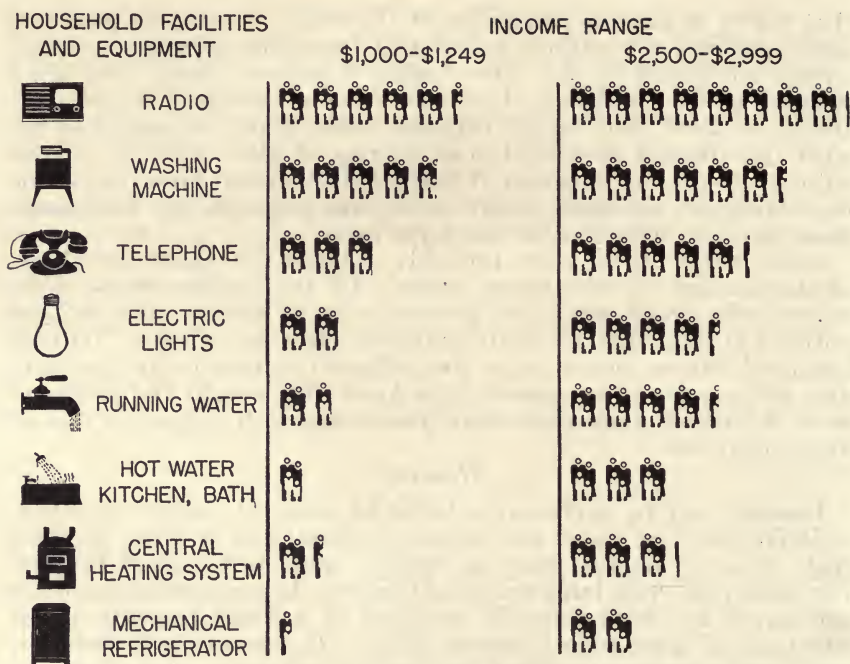 HOUSEHOLD FACILITIES
AND EQUIPMENT
INCOME RANGE
$1,000-$1,249
$2,500-$2,999
RADIO
WASHING
MACHINE
TELEPHONE
ELECTRIC
LIGHTS
RUNNING WATER
HOT WATER
KITCHEN, BATH
CENTRAL
HEATING SYSTEM
MECHANICAL
REFRIGERATOR